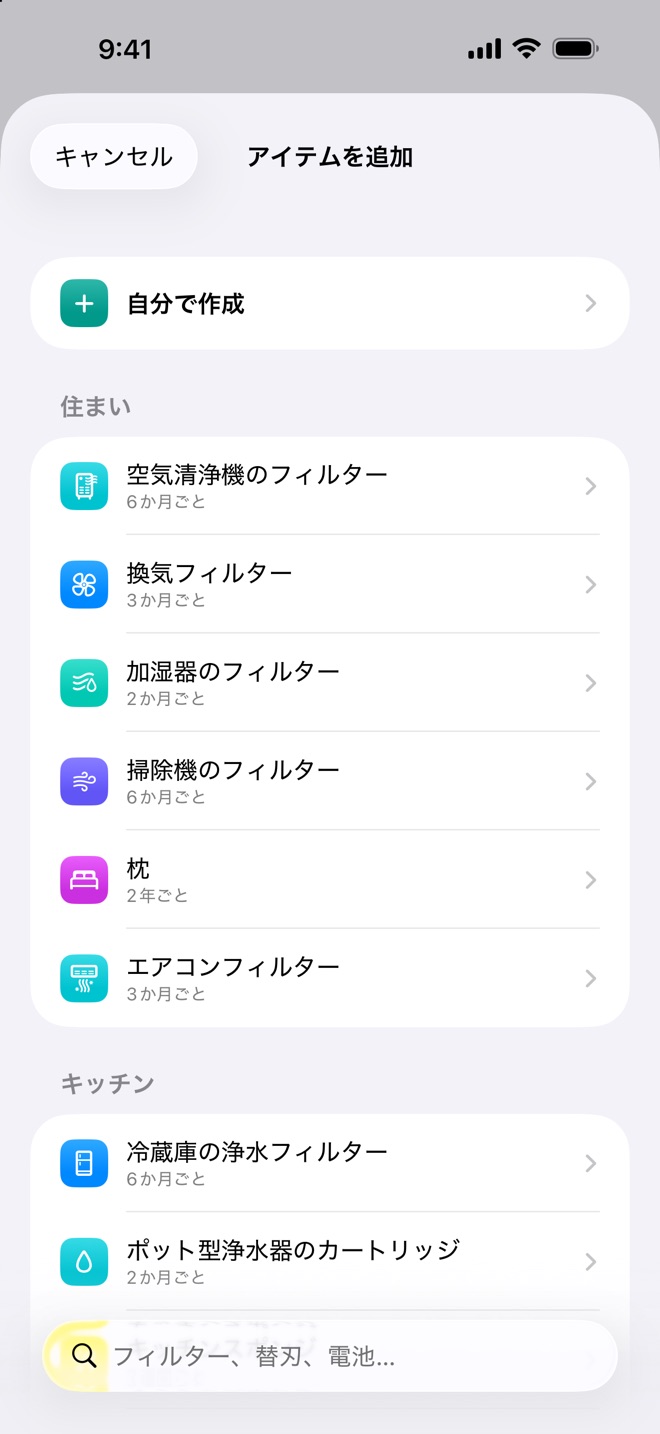 9:41
キャンセル
アイテムを追加
自分で作成
住まい
空気清浄機のフィルター
6か月ごと
換気フィルター
3か月ごと
加湿器のフィルター
2か月ごと
掃除機のフィルター
6か月ごと
枕
2年ごと
エアコンフィルター
3か月ごと
キッチン
冷蔵庫の浄水フィルター
6か月ごと
ポット型浄水器のカートリッジ
2か月ごと
フィルター、替刃、電池...